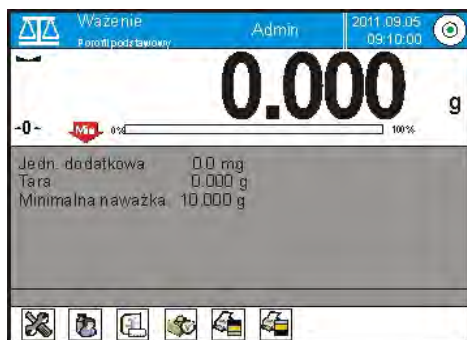 Ważenie Admin 2011.09.05
Porofil podstawowy 09:10:00
0.000 g
-0- Min 0% 100%
Jedn. dodatkowa 0.0 mg
Tara 0.000 g
Minimalna naważka 10.000 g